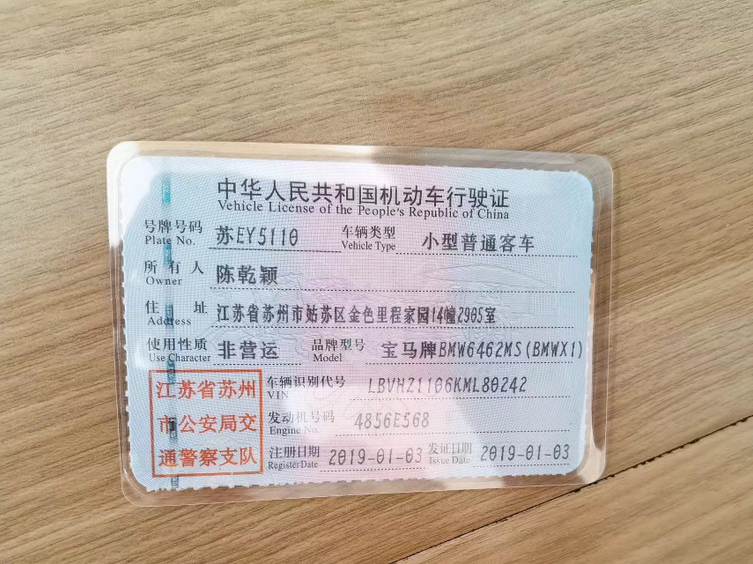 中华人民共和国机动车行驶证
Vehicle License of the People's Republic of China
号牌号码 苏EY5110 车辆类型 小型普通客车
Plate No. Vehicle Type
所有人 陈乾颖
Owner
住址 江苏省苏州市姑苏区金色里程家园14幢2905室
Address
使用性质 非营运 品牌型号 宝马牌BMW6462MS(BMWX1)
Use Character Model
江苏省苏州 车辆识别代号 LBVHZ1106KML80242
VIN
市公安局交 发动机号码 4856E568
Engine No.
通警察支队 注册日期 2019-01-03 发证日期 2019-01-03
Register Date Issue Date